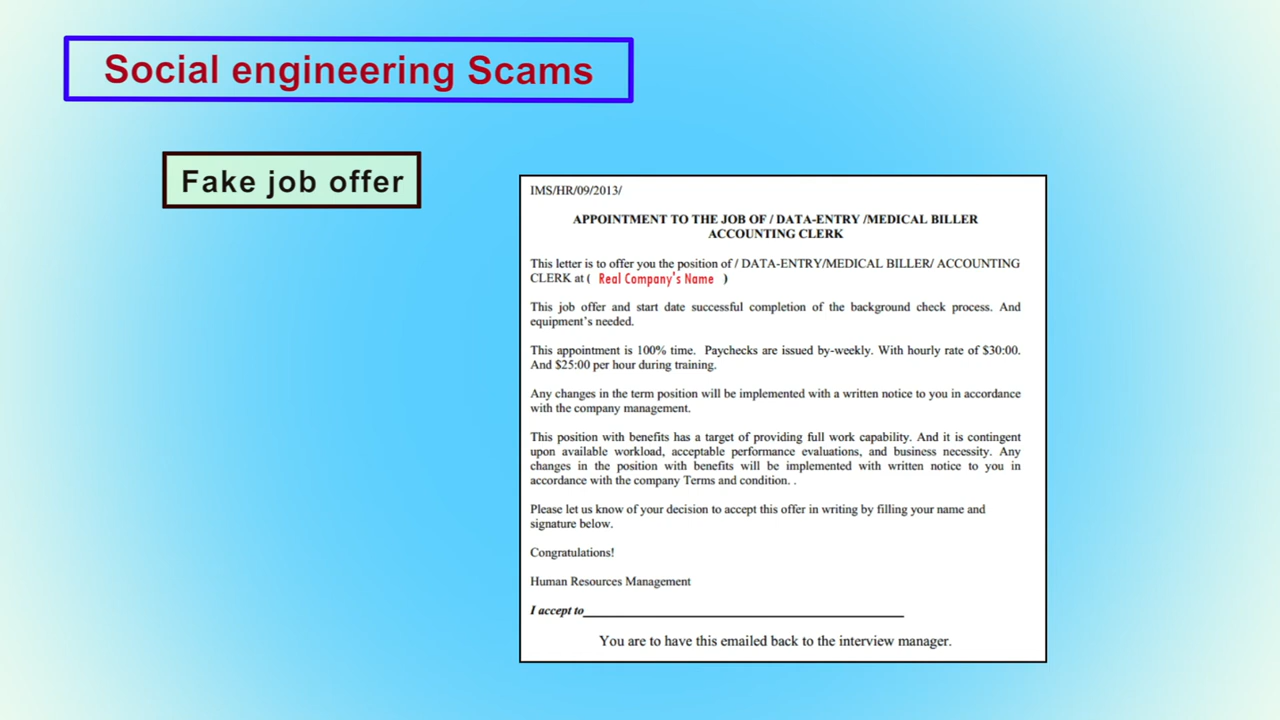 Social engineering Scams
Fake job offer
IMS/HR/09/2013/
APPOINTMENT TO THE JOB OF / DATA-ENTRY /MEDICAL BILLER
ACCOUNTING CLERK
This letter is to offer you the position of / DATA-ENTRY/MEDICAL BILLER/ ACCOUNTING
CLERK at ( Real Company's Name )
This job offer and start date successful completion of the background check process. And
equipment’s needed.
This appointment is 100% time. Paychecks are issued by-weekly. With hourly rate of $30:00.
And $25:00 per hour during training.
Any changes in the term position will be implemented with a written notice to you in accordance
with the company management.
This position with benefits has a target of providing full work capability. And it is contingent
upon available workload, acceptable performance evaluations, and business necessity. Any
changes in the position with benefits will be implemented with written notice to you in
accordance with the company Terms and condition. .
Please let us know of your decision to accept this offer in writing by filling your name and
signature below.
Congratulations!
Human Resources Management
I accept to
You are to have this emailed back to the interview manager.